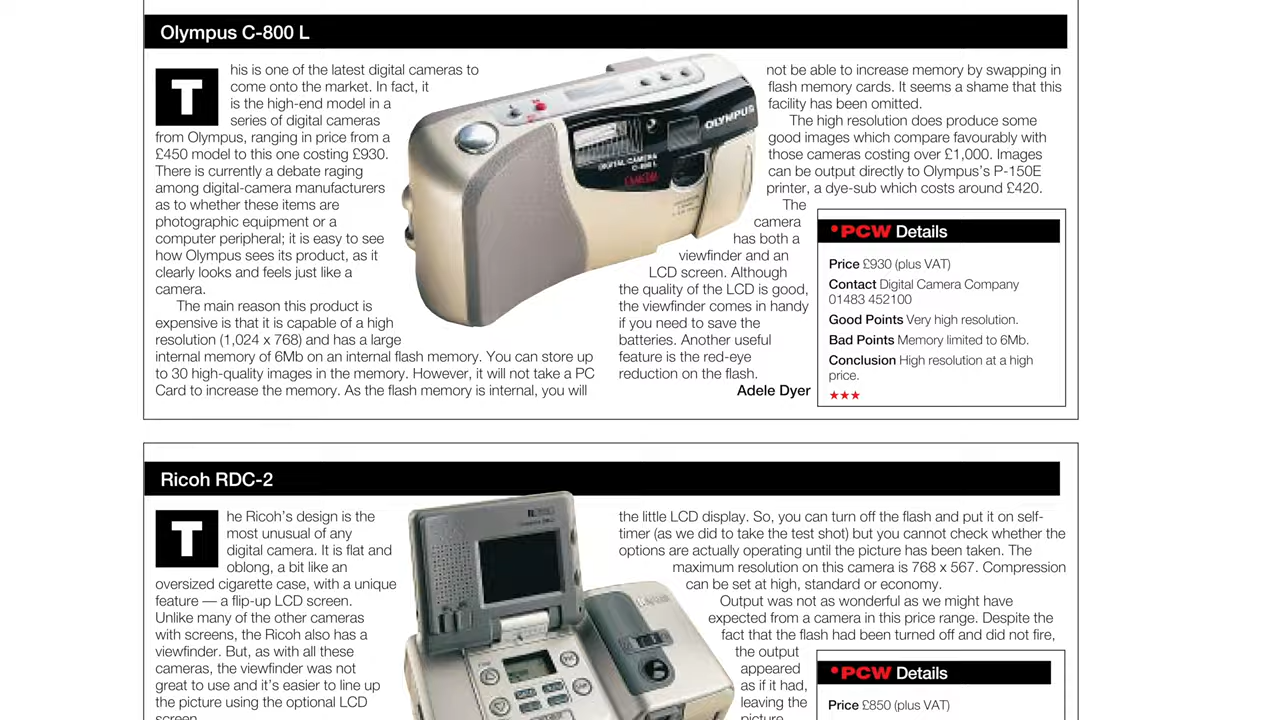 Olympus C-800 L
This is one of the latest digital cameras to
come onto the market. In fact, it
is the high-end model in a
series of digital cameras
from Olympus, ranging in price from a
£450 model to this one costing £930.
There is currently a debate raging
among digital-camera manufacturers
as to whether these items are
photographic equipment or a
computer peripheral; it is easy to see
how Olympus sees its product, as it
clearly looks and feels just like a
camera.
The main reason this product is
expensive is that it is capable of a high
resolution (1,024 x 768) and has a large
internal memory of 6Mb on an internal flash memory. You can store up
to 30 high-quality images in the memory. However, it will not take a PC
Card to increase the memory. As the flash memory is internal, you will
OLYMPUS
DIGITAL CAMERA
C-800 L
not be able to increase memory by swapping in
flash memory cards. It seems a shame that this
facility has been omitted.
The high resolution does produce some
good images which compare favourably with
those cameras costing over £1,000. Images
can be output directly to Olympus's P-150E
printer, a dye-sub which costs around £420.
The
camera
has both a
viewfinder and an
LCD screen. Although
the quality of the LCD is good,
the viewfinder comes in handy
if you need to save the
batteries. Another useful
feature is the red-eye
reduction on the flash.
Adele Dyer
•PCW Details
Price £930 (plus VAT)
Contact Digital Camera Company
01483 452100
Good Points Very high resolution.
Bad Points Memory limited to 6Mb.
Conclusion High resolution at a high
price.
★★★
Ricoh RDC-2
The Ricoh's design is the
most unusual of any
digital camera. It is flat and
oblong, a bit like an
oversized cigarette case, with a unique
feature — a flip-up LCD screen.
Unlike many of the other cameras
with screens, the Ricoh also has a
viewfinder. But, as with all these
cameras, the viewfinder was not
great to use and it's easier to line up
the picture using the optional LCD
screen.
the little LCD display. So, you can turn off the flash and put it on self-
timer (as we did to take the test shot) but you cannot check whether the
options are actually operating until the picture has been taken. The
maximum resolution on this camera is 768 x 567. Compression
can be set at high, standard or economy.
Output was not as wonderful as we might have
expected from a camera in this price range. Despite the
fact that the flash had been turned off and did not fire,
the output
appeared
as if it had,
leaving the
picture
•PCW Details
Price £850 (plus VAT)